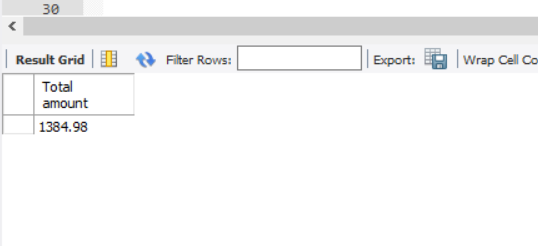 30
Result Grid Filter Rows: Export: Wrap Cell Co
Total
amount
1384.98